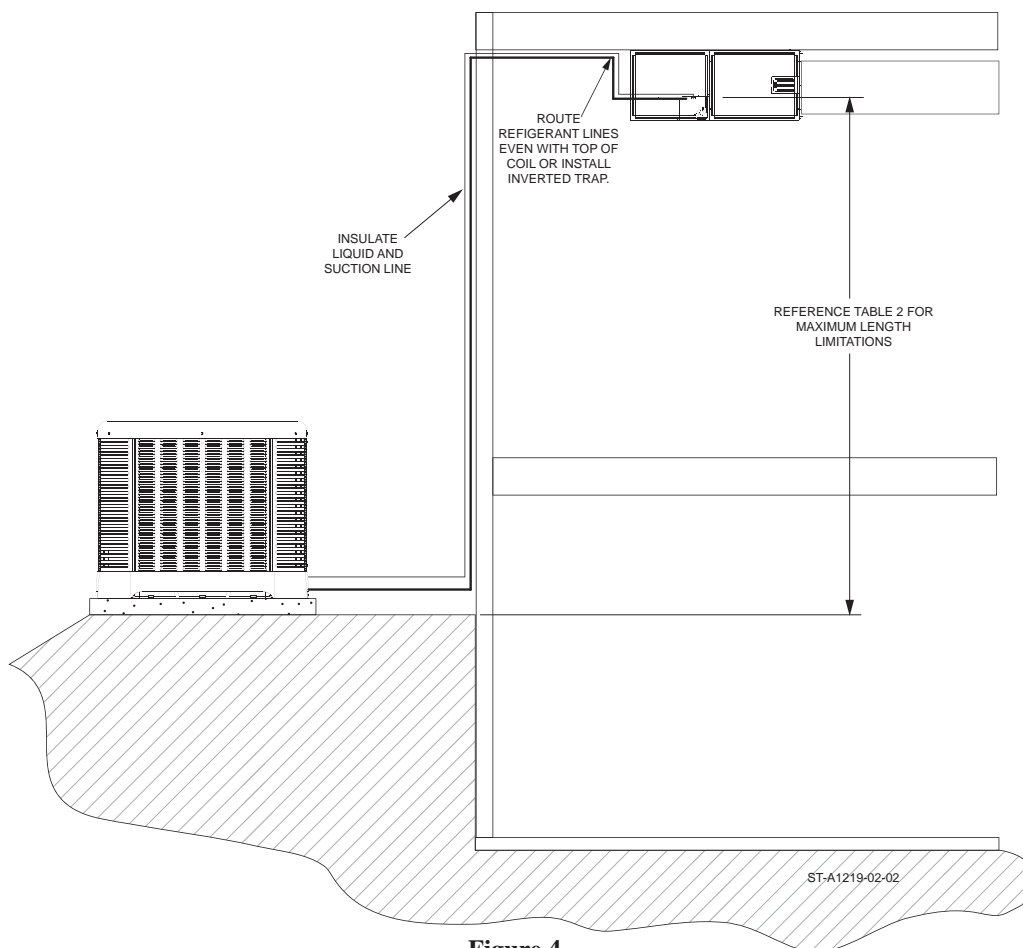 ROUTE
REFIGERANT LINES
EVEN WITH TOP OF
COIL OR INSTALL
INVERTED TRAP.
INSULATE
LIQUID AND
SUCTION LINE
REFERENCE TABLE 2 FOR
MAXIMUM LENGTH
LIMITATIONS
ST-A1219-02-02
Figure 4